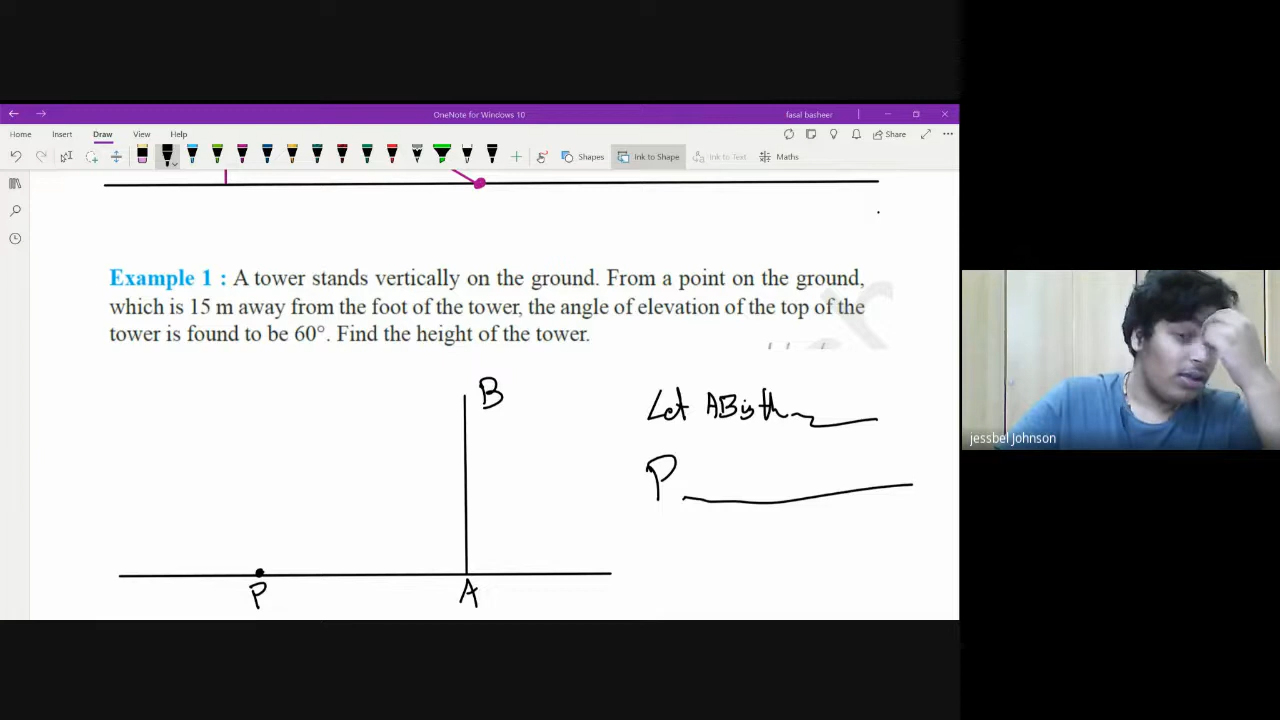 OneNote for Windows 10
fasal basheer
Home Insert Draw View Help
Share
Shapes Ink to Shape Ink to Text Maths
Example 1 : A tower stands vertically on the ground. From a point on the ground,
which is 15 m away from the foot of the tower, the angle of elevation of the top of the
tower is found to be 60°. Find the height of the tower.
B
Let AB is th
P
jessbel Johnson
P A